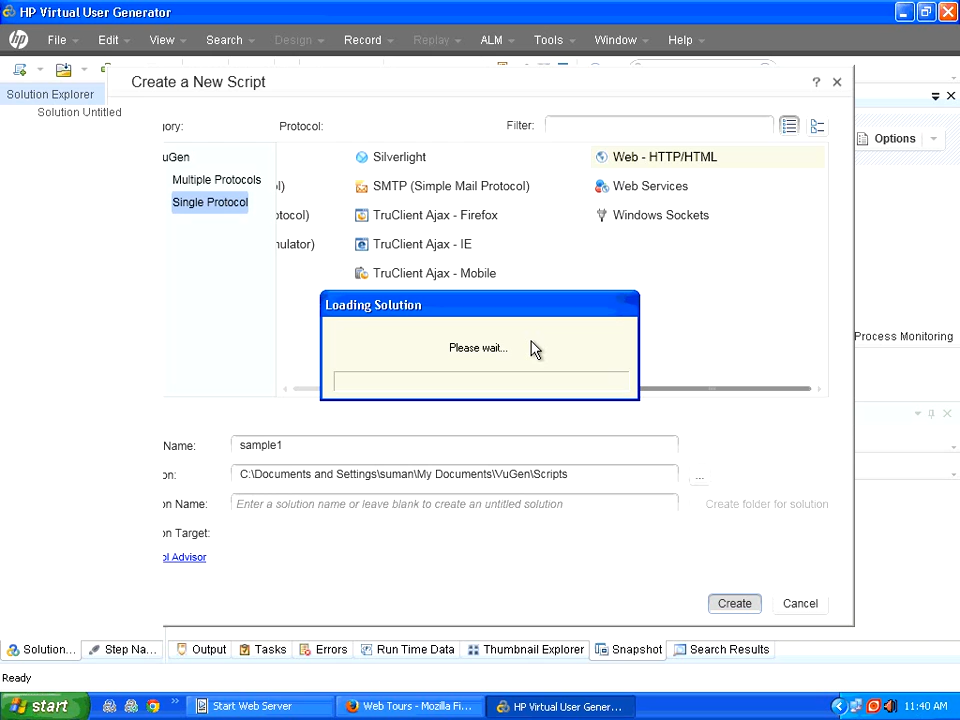 HP Virtual User Generator
hp File Edit View Search Design Record Replay ALM Tools Window Help
Create a New Script ?
Solution Explorer
Solution Untitled
gory: Protocol: Filter:
Options
uGen
Multiple Protocols
Single Protocol
ol)
otocol)
nulator)
Silverlight
SMTP (Simple Mail Protocol)
TruClient Ajax - Firefox
TruClient Ajax - IE
TruClient Ajax - Mobile
Web - HTTP/HTML
Web Services
Windows Sockets
Loading Solution
Please wait...
Process Monitoring
Name: sample1
on: C:\Documents and Settings\suman\My Documents\VuGen\Scripts ...
on Name: Enter a solution name or leave blank to create an untitled solution Create folder for solution
on Target:
ol Advisor
Create Cancel
Solution... Step Na... Output Tasks Errors Run Time Data Thumbnail Explorer Snapshot Search Results
Ready
start Start Web Server Web Tours - Mozilla Fi... HP Virtual User Gener... 11:40 AM